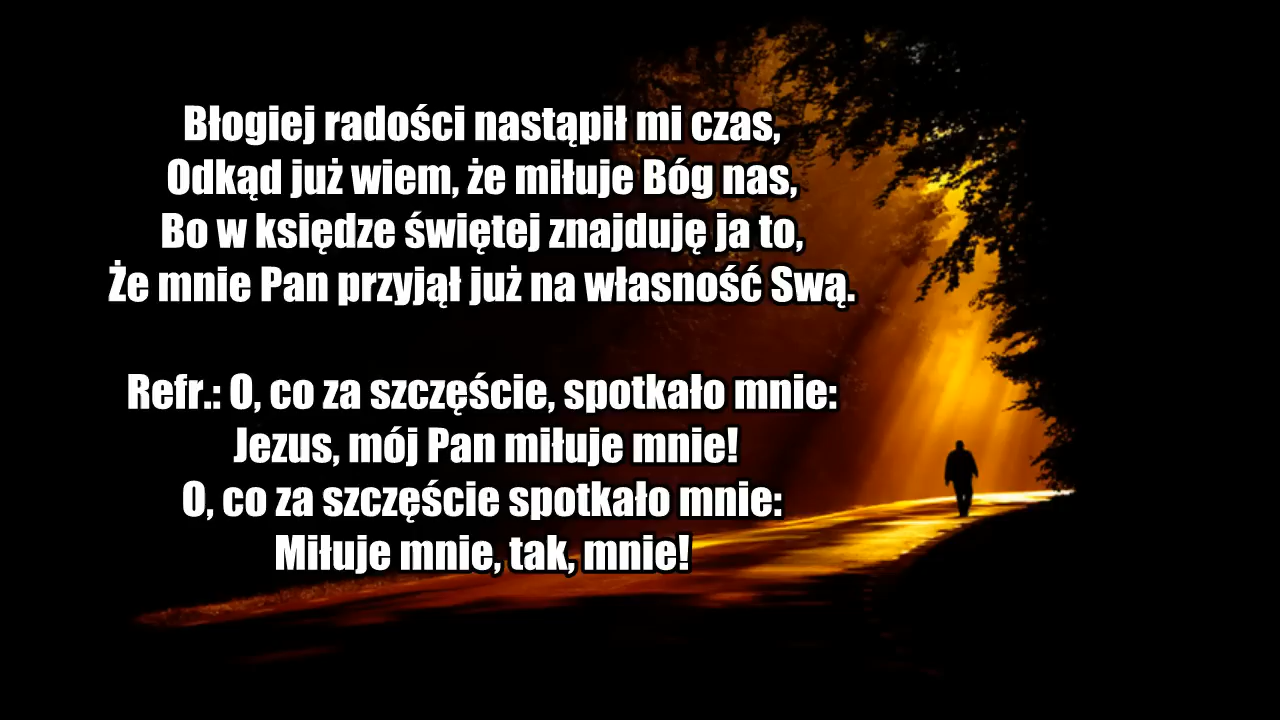 Błogiej radości nastąpił mi czas,
Odkąd już wiem, że miłuje Bóg nas,
Bo w księdze świętej znajduję ja to,
Że mnie Pan przyjął już na własność Swą.
Refr.: O, co za szczęście, spotkało mnie:
Jezus, mój Pan miłuje mnie!
O, co za szczęście spotkało mnie:
Miłuje mnie, tak, mnie!